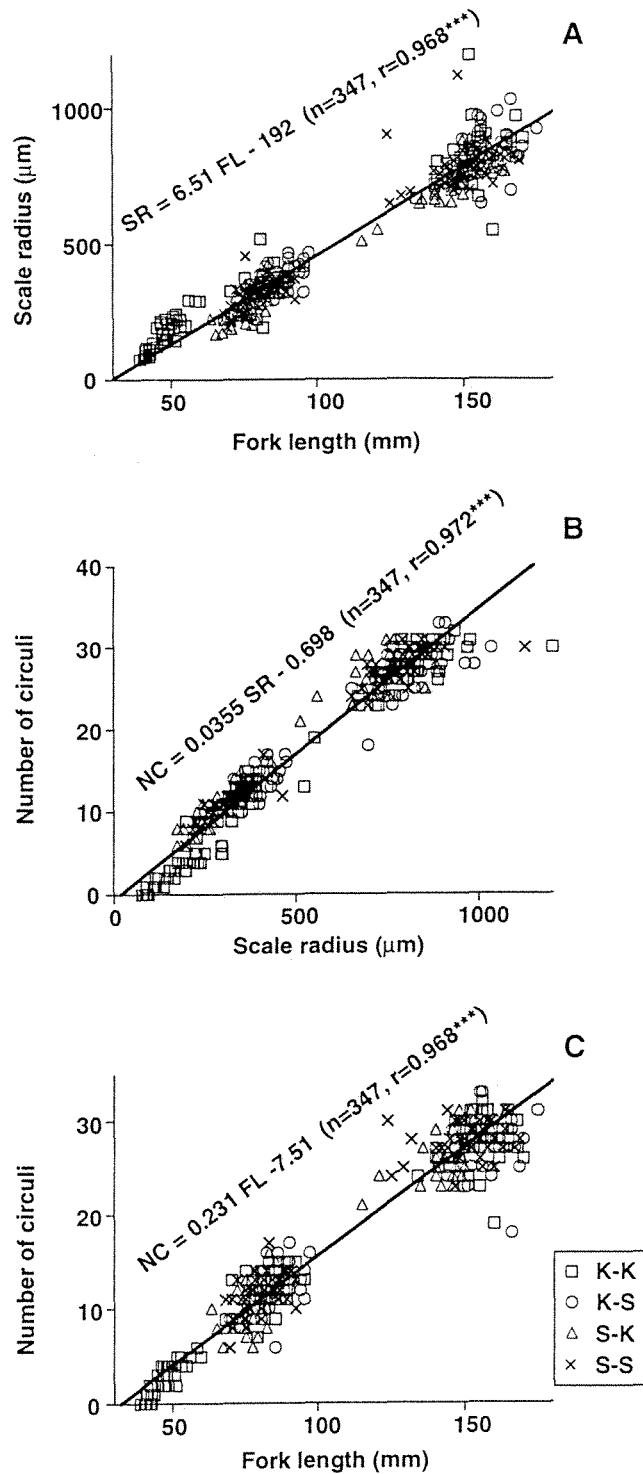 A
SR = 6.51 FL - 192 (n=347, r=0.968***)
Scale radius (μm)
1000
500
0
50
100
150
Fork length (mm)
B
NC = 0.0355 SR - 0.698 (n=347, r=0.972***)
Number of circuli
40
30
20
10
0
0
500
1000
Scale radius (μm)
C
NC = 0.231 FL -7.51 (n=347, r=0.968***)
Number of circuli
30
20
10
0
50
100
150
Fork length (mm)
K-K
K-S
S-K
S-S